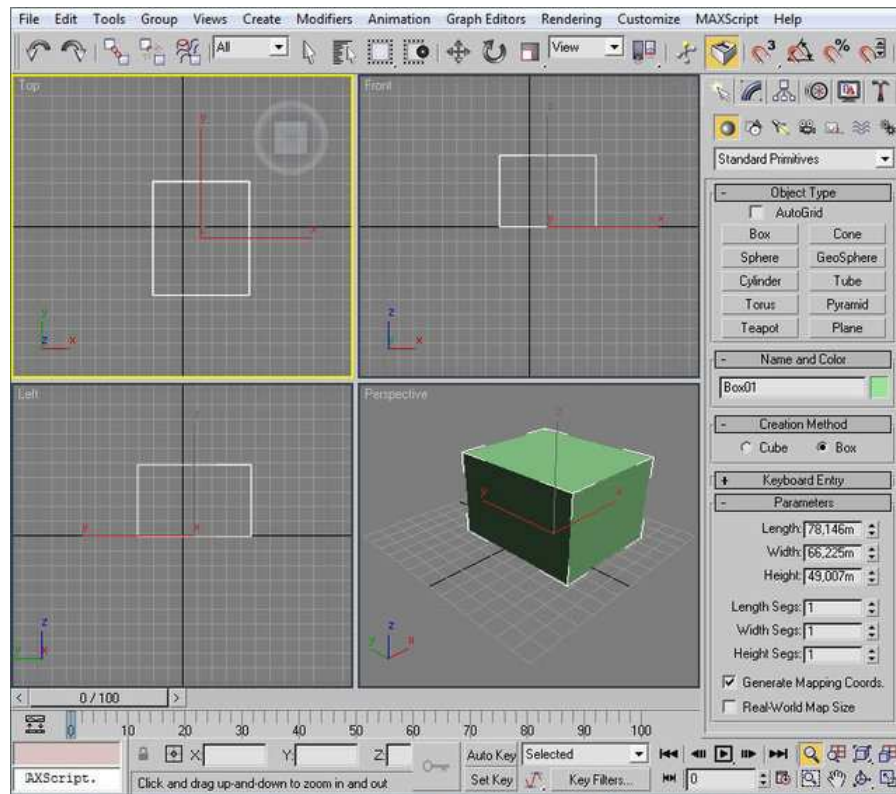 File Edit Tools Group Views Create Modifiers Animation Graph Editors Rendering Customize MAXScript Help
All
View
3
%
Top
y
x
y
z x
Front
y x
z
x
Standard Primitives
- Object Type
AutoGrid
Box Cone
Sphere GeoSphere
Cylinder Tube
Torus Pyramid
Teapot Plane
- Name and Color
Box01
- Creation Method
Cube Box
+ Keyboard Entry
- Parameters
Length: 78,146m
Width: 66,225m
Height: 49,007m
Length Segs: 1
Width Segs: 1
Height Segs: 1
Generate Mapping Coords.
Real-World Map Size
Left
y x
z
y
Perspective
z
y x
z
y x
< 0 / 100 >
0 10 20 30 40 50 60 70 80 90 100
X: Y: Z: Auto Key Selected
AXScript. Click and drag up-and-down to zoom in and out Set Key Key Filters... 0